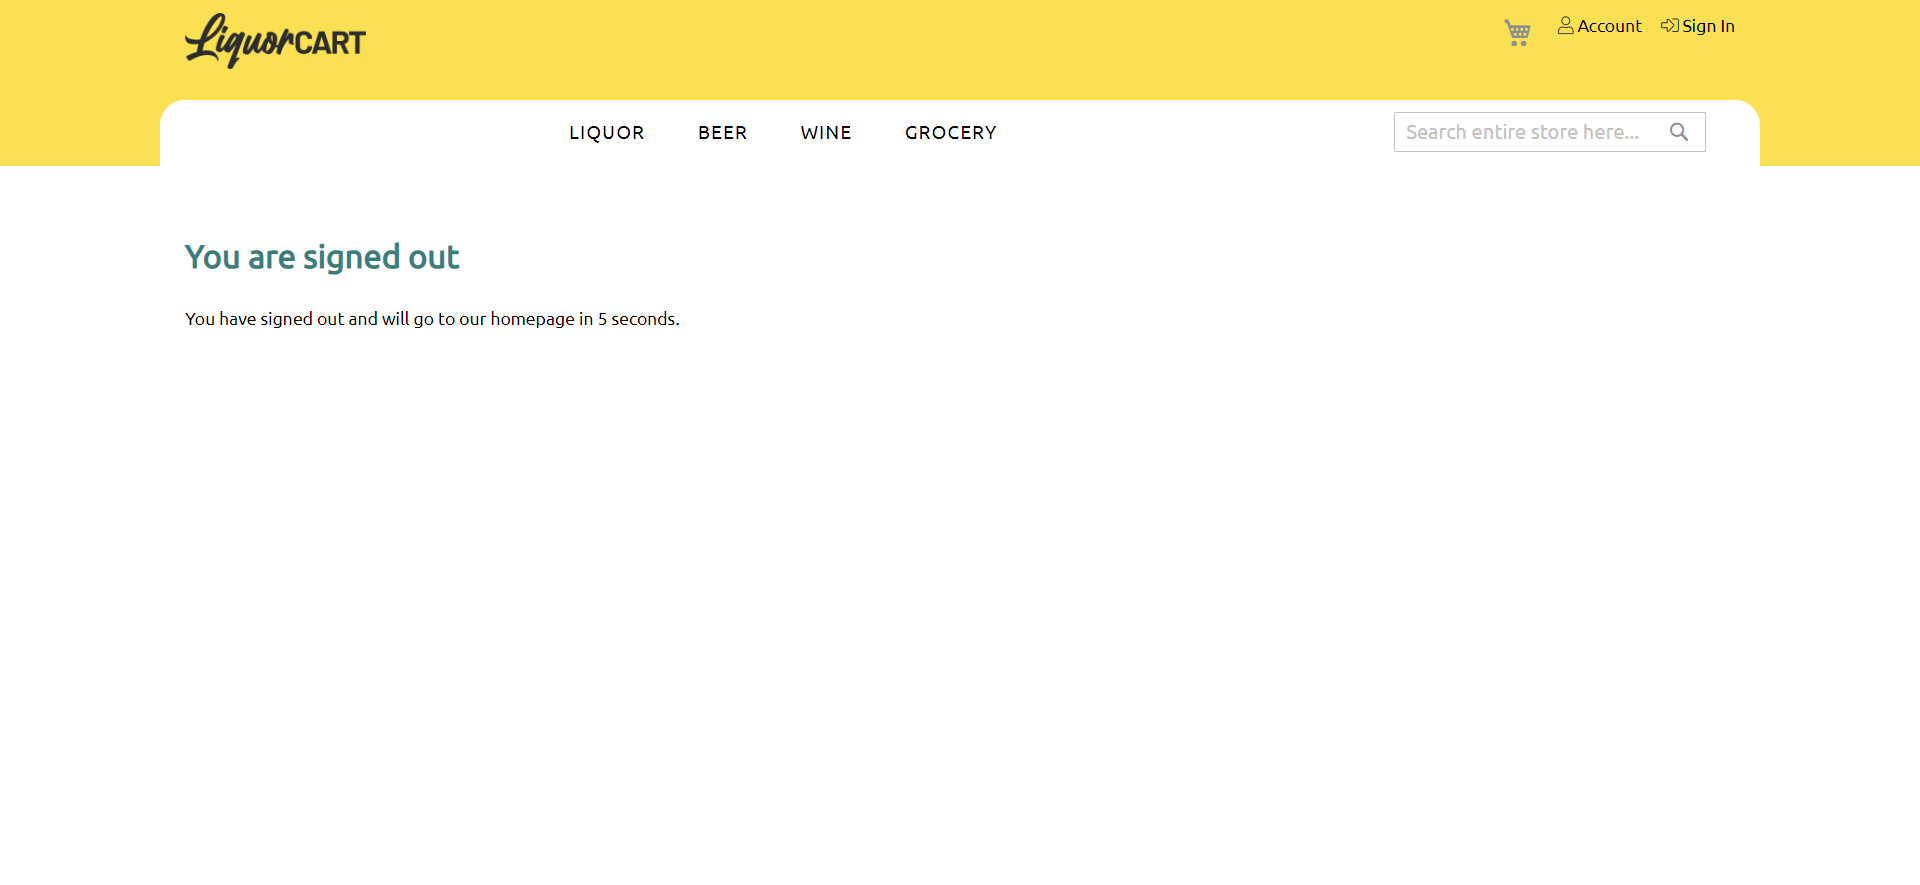 LiquorCART
Account
Sign In
LIQUOR BEER WINE GROCERY
Search entire store here...
You are signed out
You have signed out and will go to our homepage in 5 seconds.